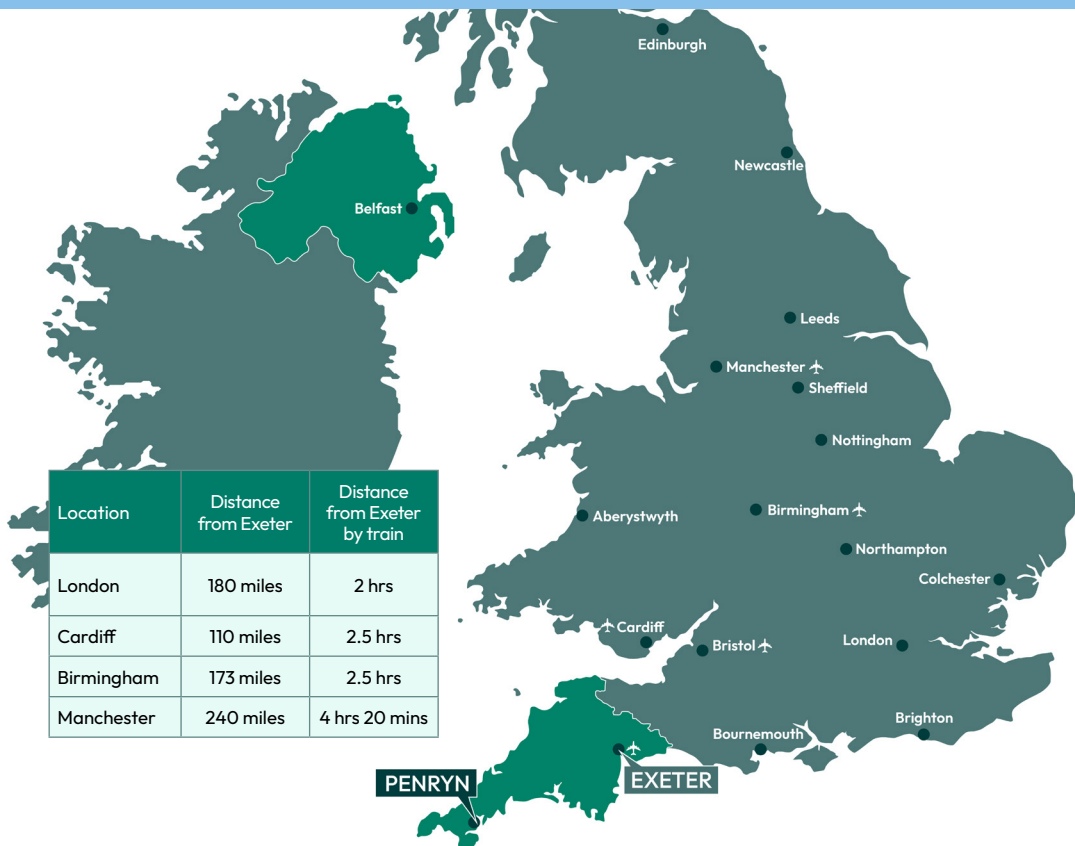 Edinburgh
Newcastle
Belfast
Leeds
Manchester
Sheffield
Nottingham
Location
Distance
from Exeter
Distance
from Exeter
by train
London
180 miles
2 hrs
Cardiff
110 miles
2.5 hrs
Birmingham
173 miles
2.5 hrs
Manchester
240 miles
4 hrs 20 mins
Aberystwyth
Birmingham
Northampton
Colchester
Cardiff
Bristol
London
Brighton
Bournemouth
EXETER
PENRYN